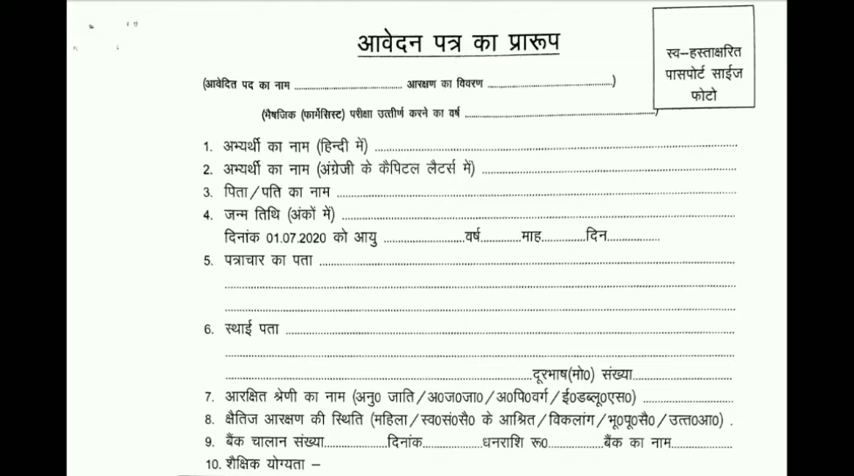 आवेदन पत्र का प्रारूप
स्व–हस्ताक्षरित
पासपोर्ट साईज
फोटो
(आवेदित पद का नाम ........................ आरक्षण का विवरण ........................)
(भैषजिक (फार्मेसिस्ट) परीक्षा उत्तीर्ण करने का वर्ष ........................)
1. अभ्यर्थी का नाम (हिन्दी में) ........................
2. अभ्यर्थी का नाम (अंग्रेजी के कैपिटल लैटर्स में) ........................
3. पिता/पति का नाम ........................
4. जन्म तिथि (अंकों में) ........................
दिनांक 01.07.2020 को आयु ....................वर्ष..........माह...........दिन.............
5. पत्राचार का पता ........................
6. स्थाई पता ........................
........................दूरभाष(मो0) संख्या........................
7. आरक्षित श्रेणी का नाम (अनु0 जाति/अ0ज0जा0/अ0पि0वर्ग/ई0डब्लू0एस0) ........................
8. क्षैतिज आरक्षण की स्थिति (महिला/स्व0सं0सै0 के आश्रित/विकलांग/भू0पू0सै0/उत्त0आ0) .
9. बैंक चालान संख्या................दिनांक...............धनराशि रू0..............बैंक का नाम...............
10. शैक्षिक योग्यता –